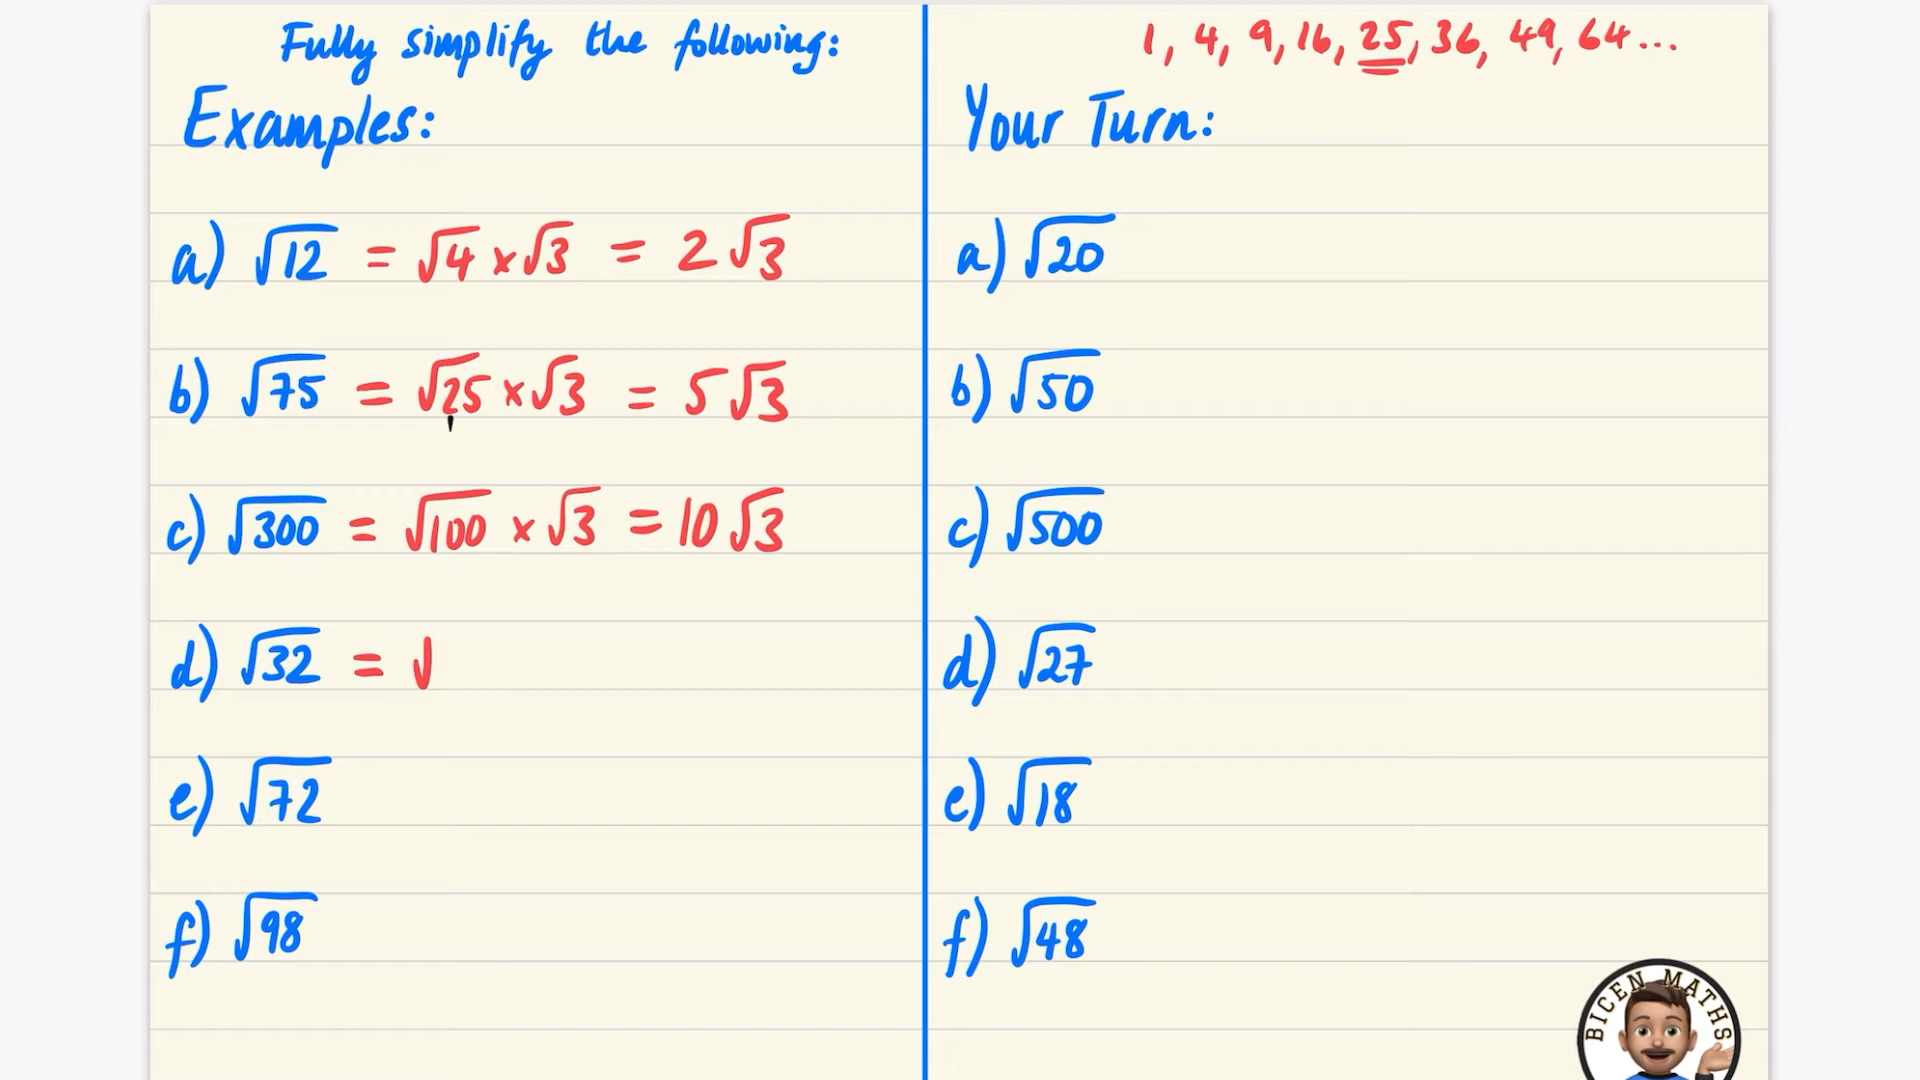 Fully simplify the following:
Examples:
a) √12 = √4 × √3 = 2√3
b) √75 = √25 × √3 = 5√3
c) √300 = √100 × √3 = 10√3
d) √32 = √
e) √72
f) √98
1, 4, 9, 16, 25, 36, 49, 64...
Your Turn:
a) √20
b) √50
c) √500
d) √27
e) √18
f) √48
BICEN MATHS